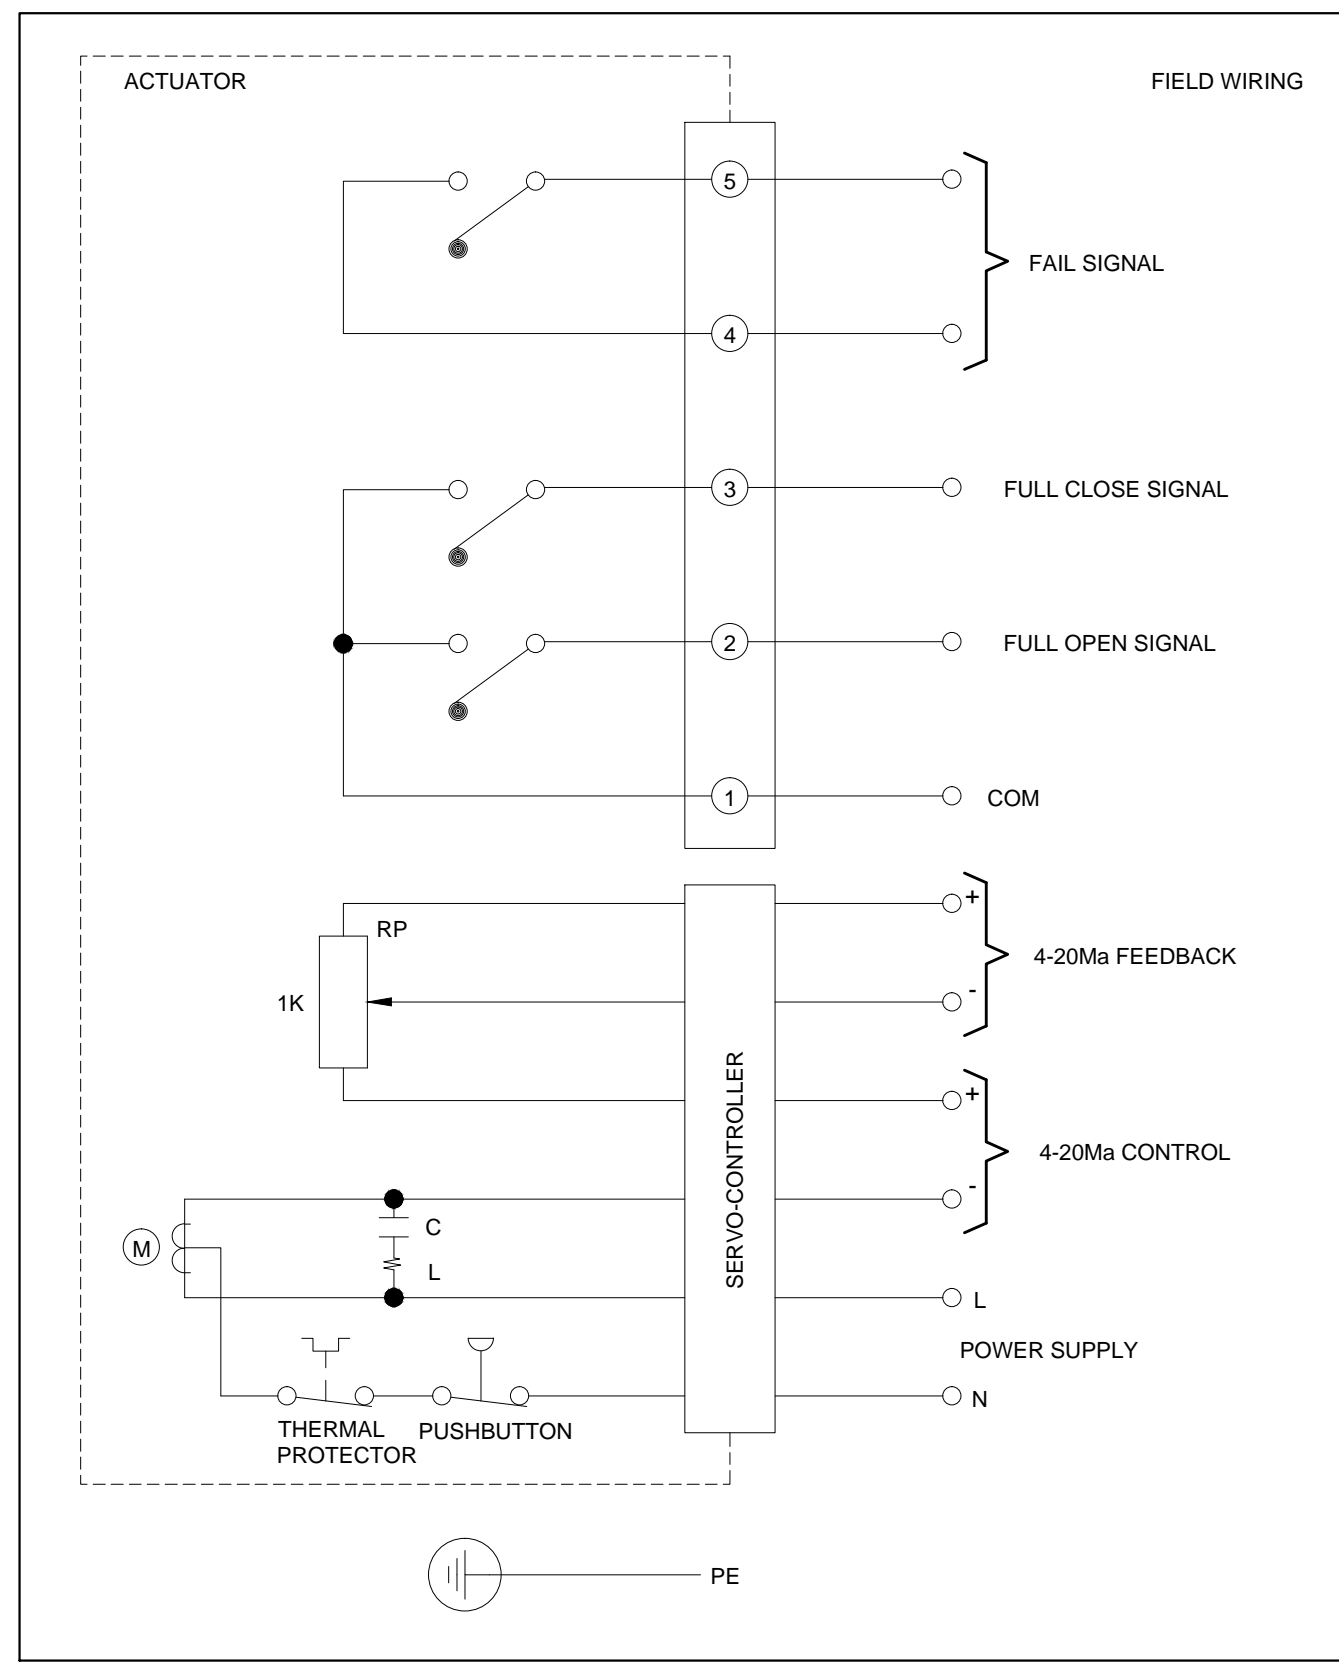 ACTUATOR
FIELD WIRING
5
FAIL SIGNAL
4
3
FULL CLOSE SIGNAL
2
FULL OPEN SIGNAL
1
COM
+
RP
4-20Ma FEEDBACK
1K
-
SERVO-CONTROLLER
+
4-20Ma CONTROL
-
C
M
L
L
POWER SUPPLY
N
THERMAL
PROTECTOR
PUSHBUTTON
PE